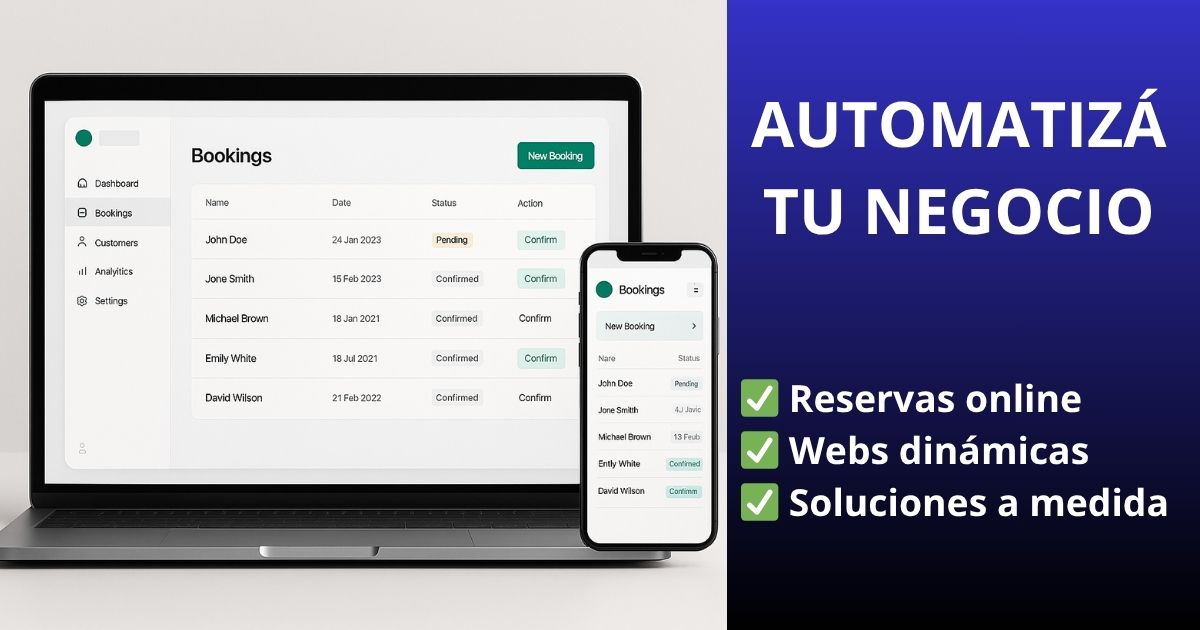 Dashboard
Bookings
Customers
Analyitics
Settings
Bookings
New Booking
Name Date Status Action
John Doe 24 Jan 2023 Pending Confirm
Jone Smith 15 Feb 2023 Confirmed Confirm
Michael Brown 18 Jan 2021 Confirmed Confirm
Emily White 18 Jul 2021 Confirmed Confirm
David Wilson 21 Feb 2022 Confirmed Confirm
Bookings
New Booking
Nare Status
John Doe Pending
Jone Smith
Michael Brown 13 Feub
Ently White Confirmed
David Wilson Confirmm
AUTOMATIZÁ
TU NEGOCIO
✅ Reservas online
✅ Webs dinámicas
✅ Soluciones a medida